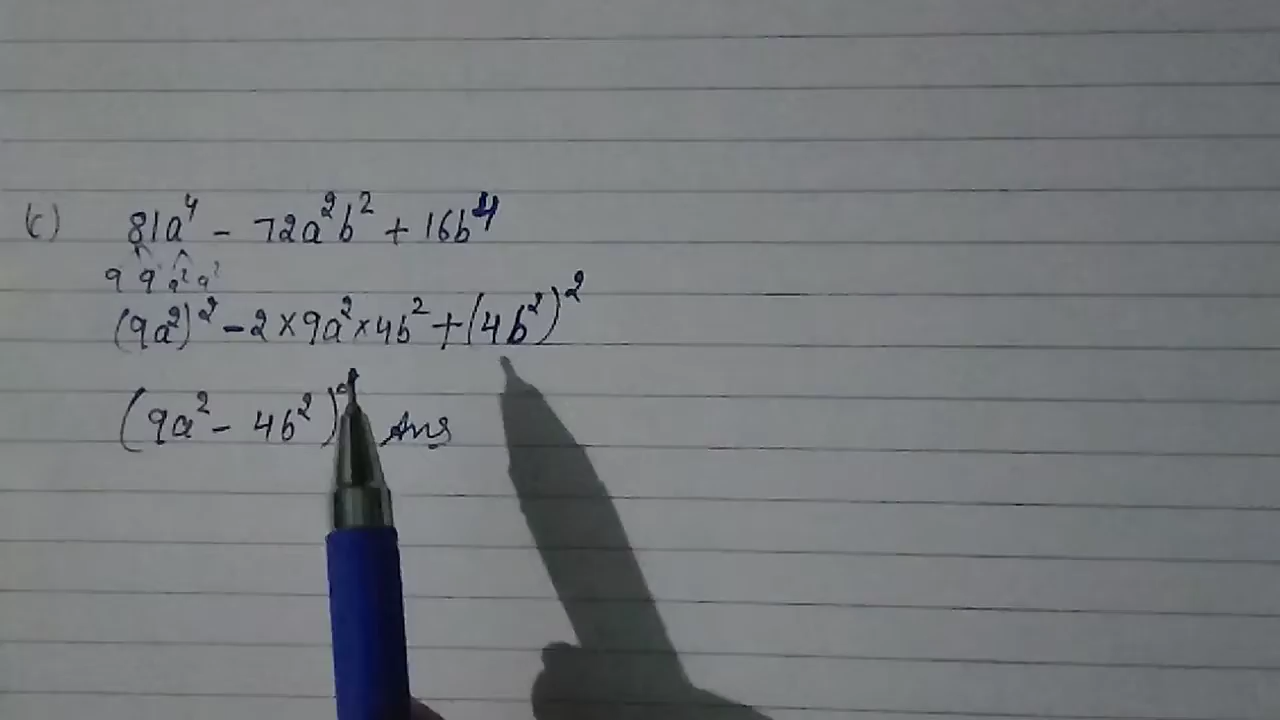 (c) 81a⁴ - 72a²b² + 16b⁴
9 9 a² a²
(9a²)² - 2 × 9a² × 4b² + (4b²)²
(9a² - 4b²)² Ans